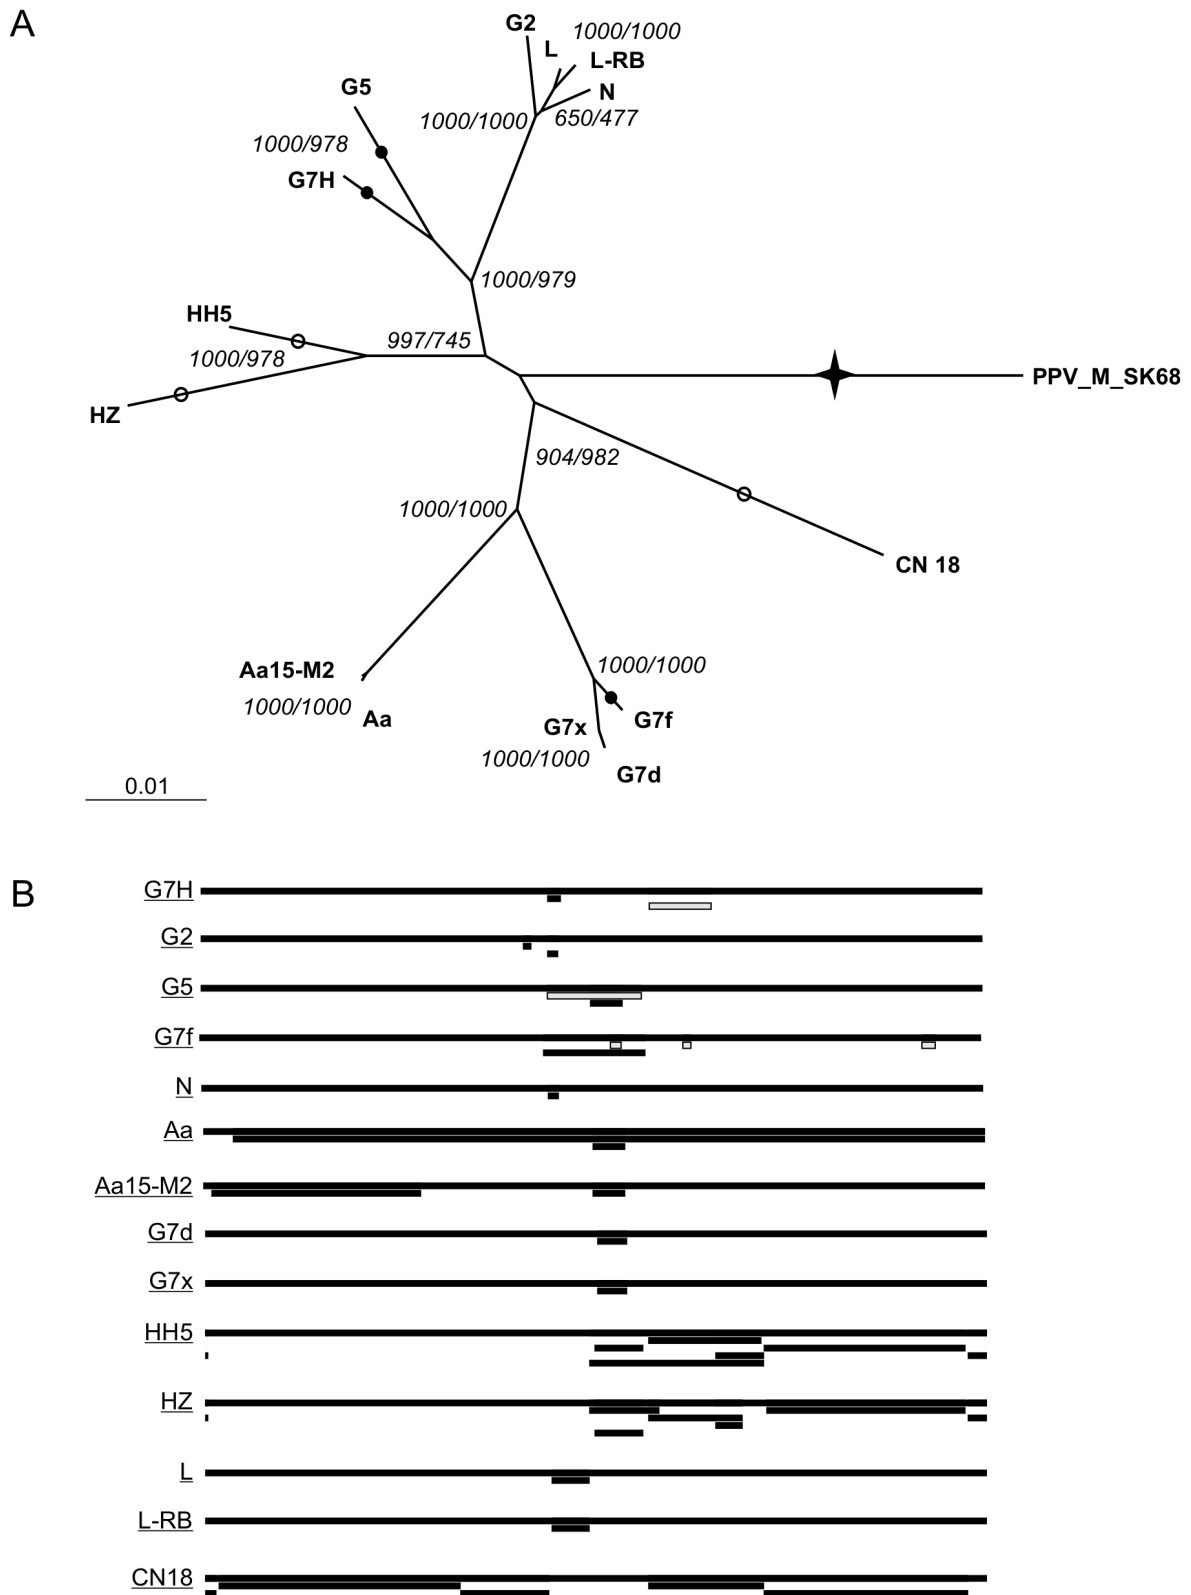 A
G2
1000/1000
L
L-RB
G5
N
1000/1000
650/477
1000/978
G7H
1000/979
HH5
997/745
1000/978
PPV_M_SK68
HZ
904/982
1000/1000
CN 18
Aa15-M2
1000/1000
1000/1000
Aa
G7x
G7f
1000/1000
G7d
0.01
B
G7H
G2
G5
G7f
N
Aa
Aa15-M2
G7d
G7x
HH5
HZ
L
L-RB
CN18